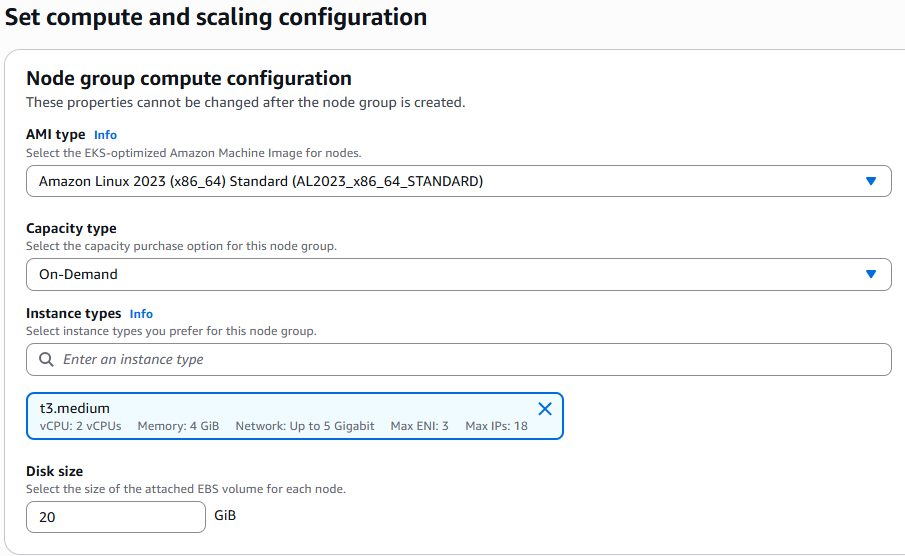 Set compute and scaling configuration
Node group compute configuration
These properties cannot be changed after the node group is created.
AMI type Info
Select the EKS-optimized Amazon Machine Image for nodes.
Amazon Linux 2023 (x86_64) Standard (AL2023_x86_64_STANDARD)
Capacity type
Select the capacity purchase option for this node group.
On-Demand
Instance types Info
Select instance types you prefer for this node group.
Enter an instance type
t3.medium
vCPU: 2 vCPUs Memory: 4 GiB Network: Up to 5 Gigabit Max ENI: 3 Max IPs: 18
Disk size
Select the size of the attached EBS volume for each node.
20 GiB